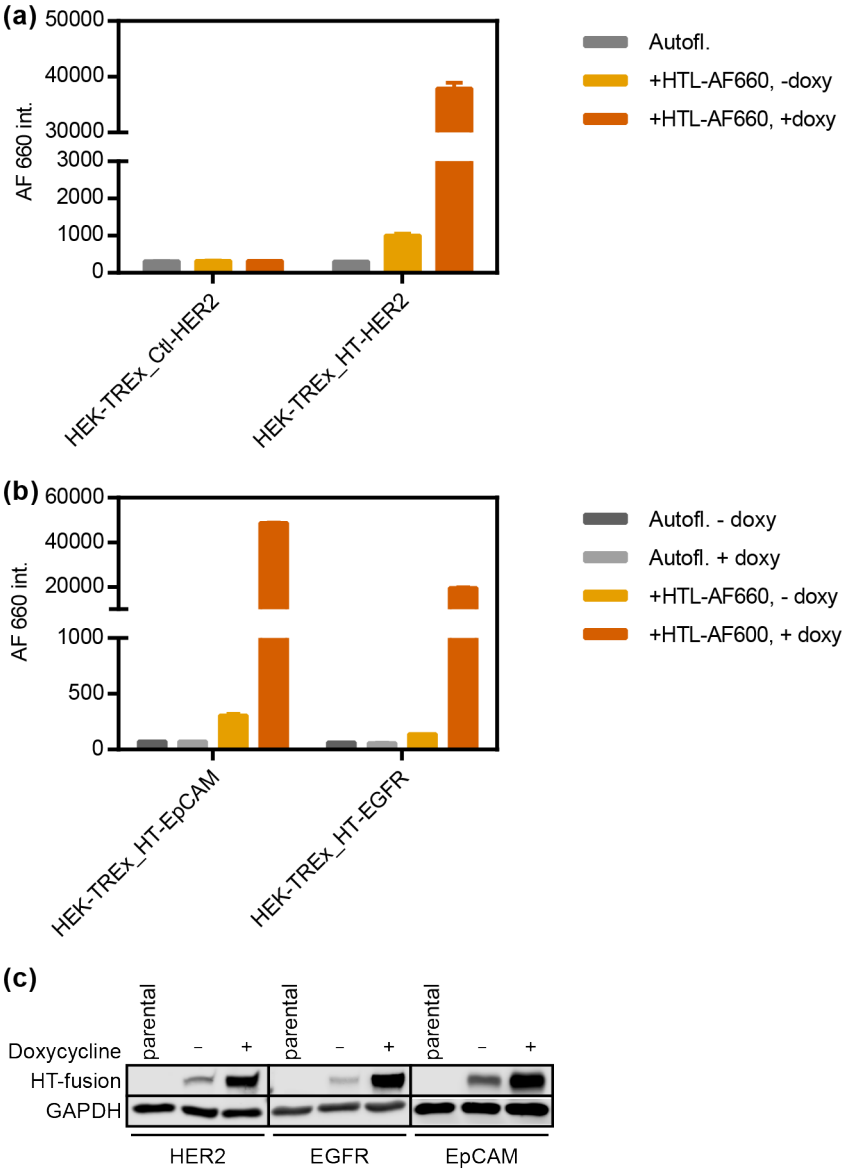 (a)
50000
40000
30000
3000
2000
1000
0
AF 660 int.
HEK-TREx_Ctl-HER2
HEK-TREx_HT-HER2
Autofl.
+HTL-AF660, -doxy
+HTL-AF660, +doxy
(b)
60000
40000
20000
1000
500
0
AF 660 int.
HEK-TREx_HT-EpCAM
HEK-TREx_HT-EGFR
Autofl. - doxy
Autofl. + doxy
+HTL-AF660, - doxy
+HTL-AF600, + doxy
(c)
Doxycycline parental − + parental − + parental − +
HT-fusion
GAPDH
HER2 EGFR EpCAM